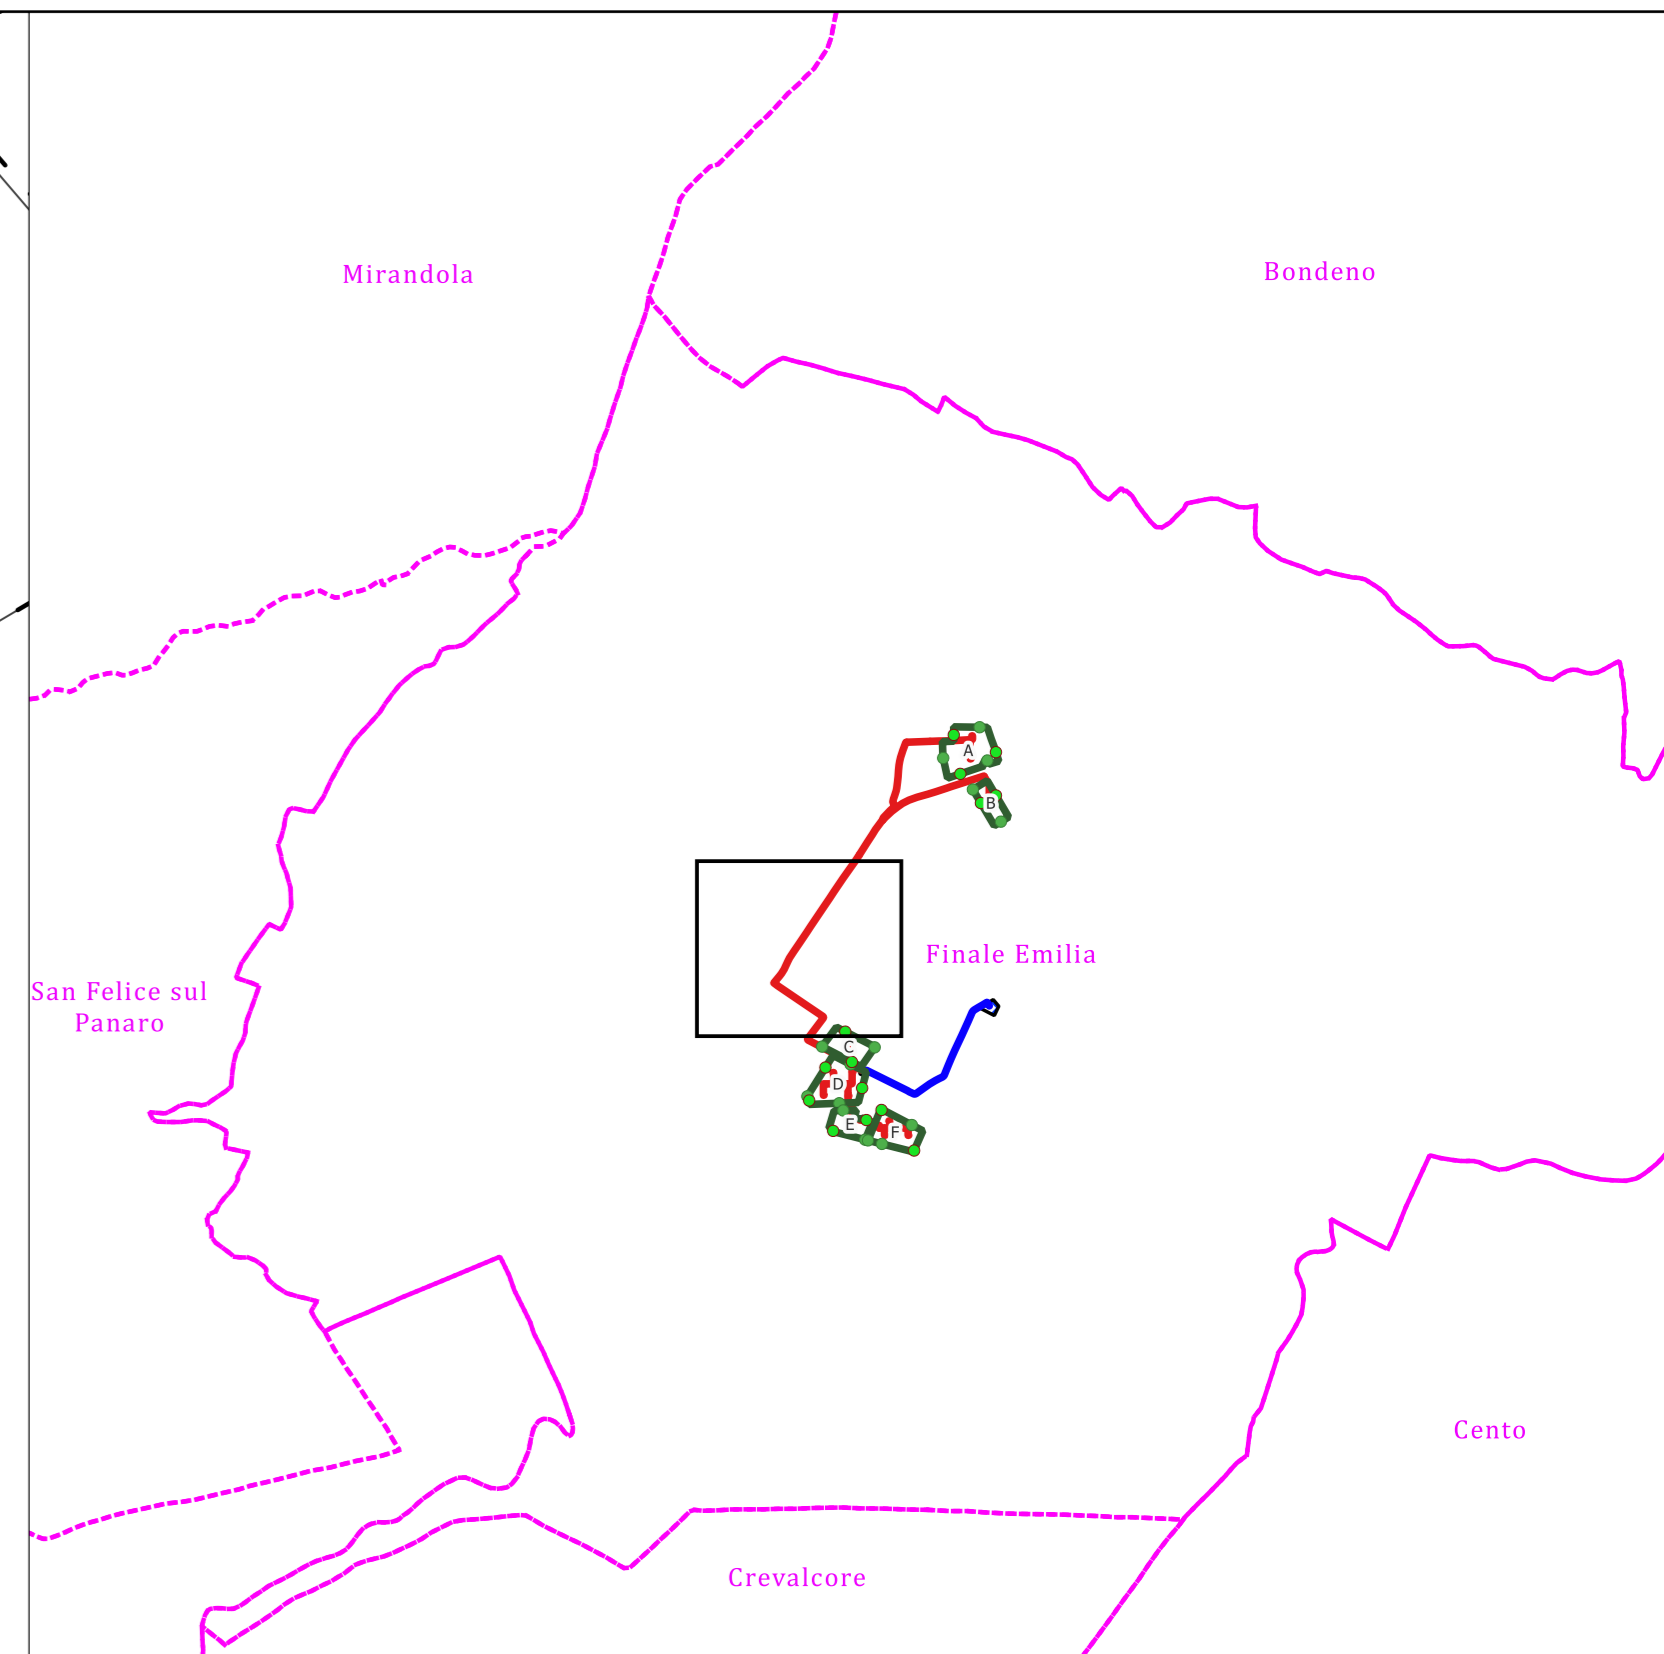 Bondeno
Mirandola
A
B
Finale Emilia
San Felice sul
Panaro
C
D
E
F
Cento
Crevalcore